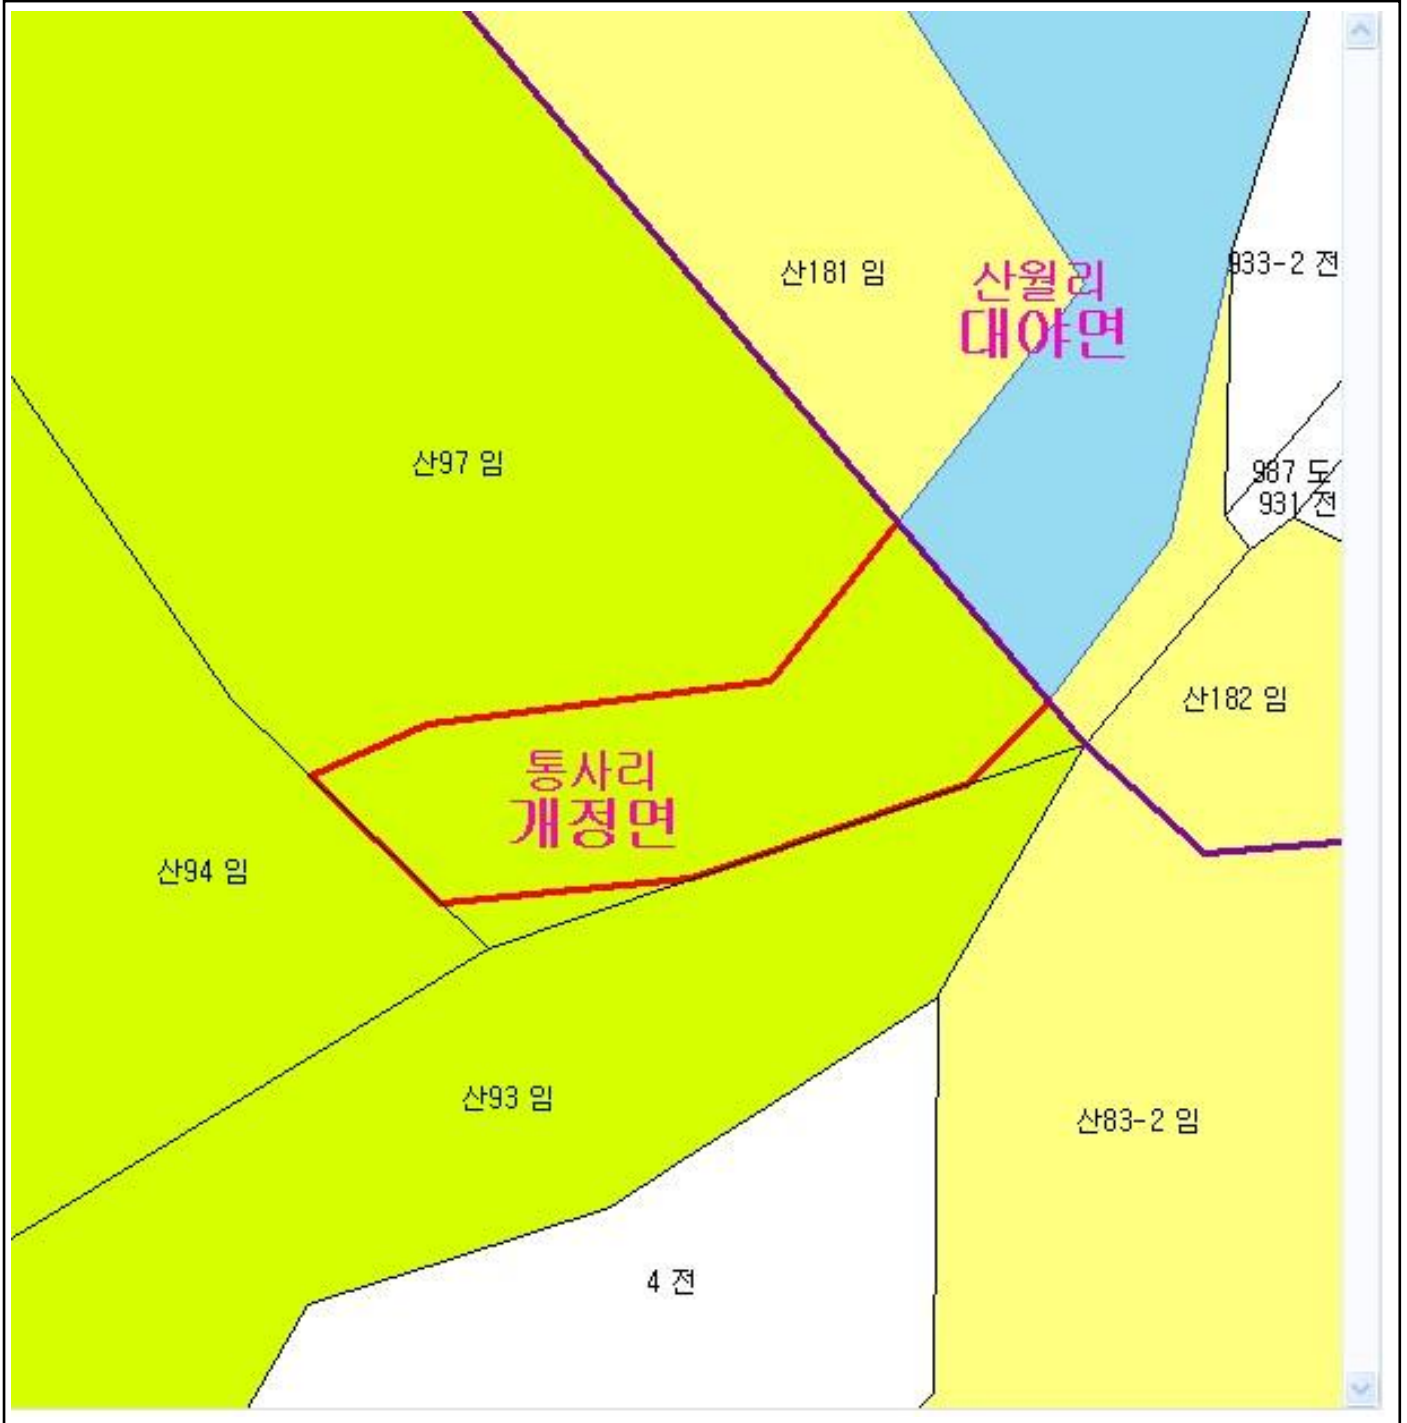 산181 임
산월리
대야면
933-2 전
산97 임
987 도
931 전
산182 임
통사리
개정면
산94 임
산93 임
산83-2 임
4 전